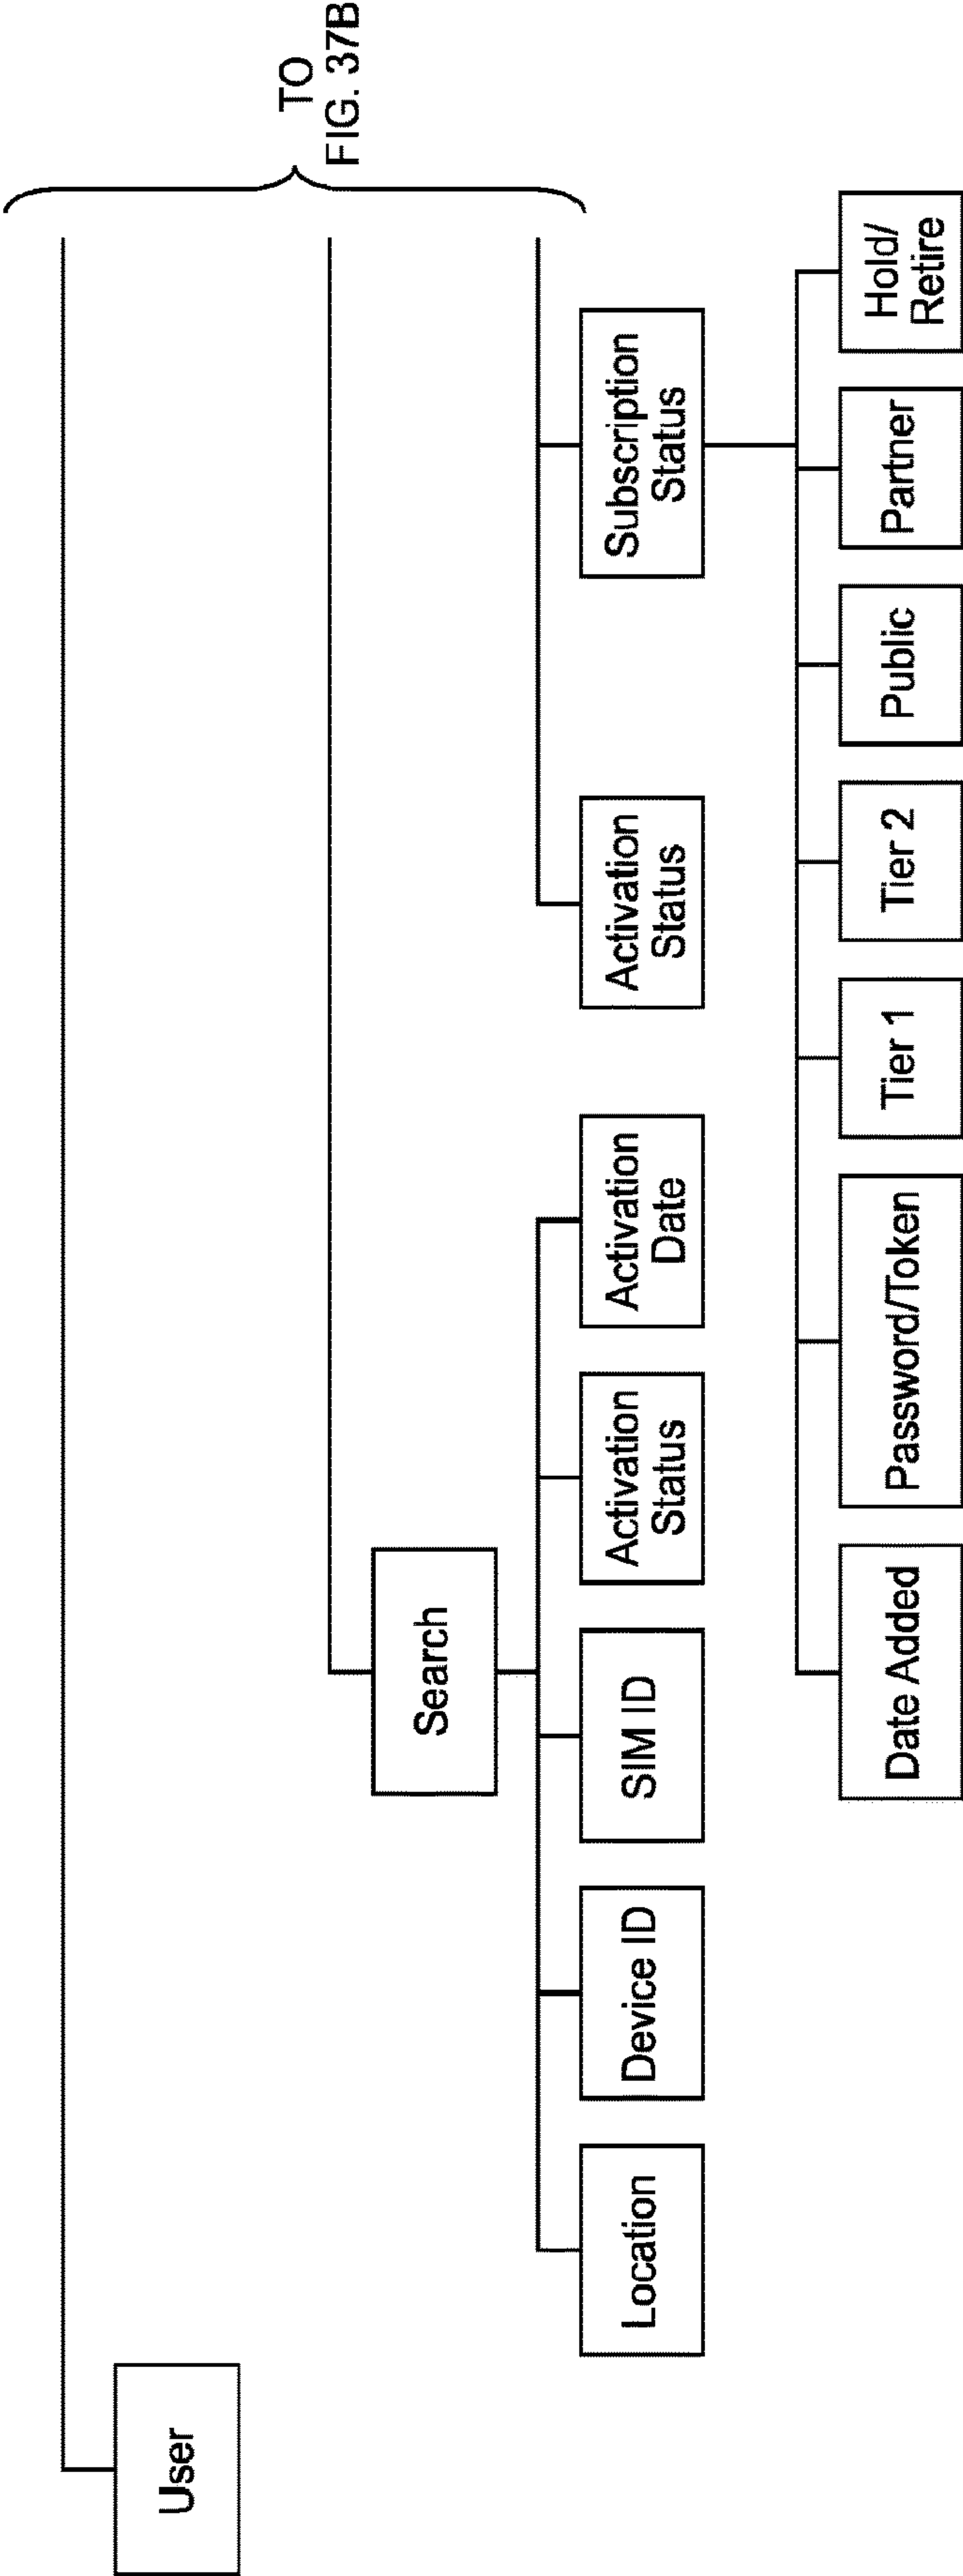 TO
FIG. 37B
User
Search
Location
Device ID
SIM ID
Activation
Status
Activation
Date
Activation
Status
Subscription
Status
Date Added
Password/Token
Tier 1
Tier 2
Public
Partner
Hold/
Retire